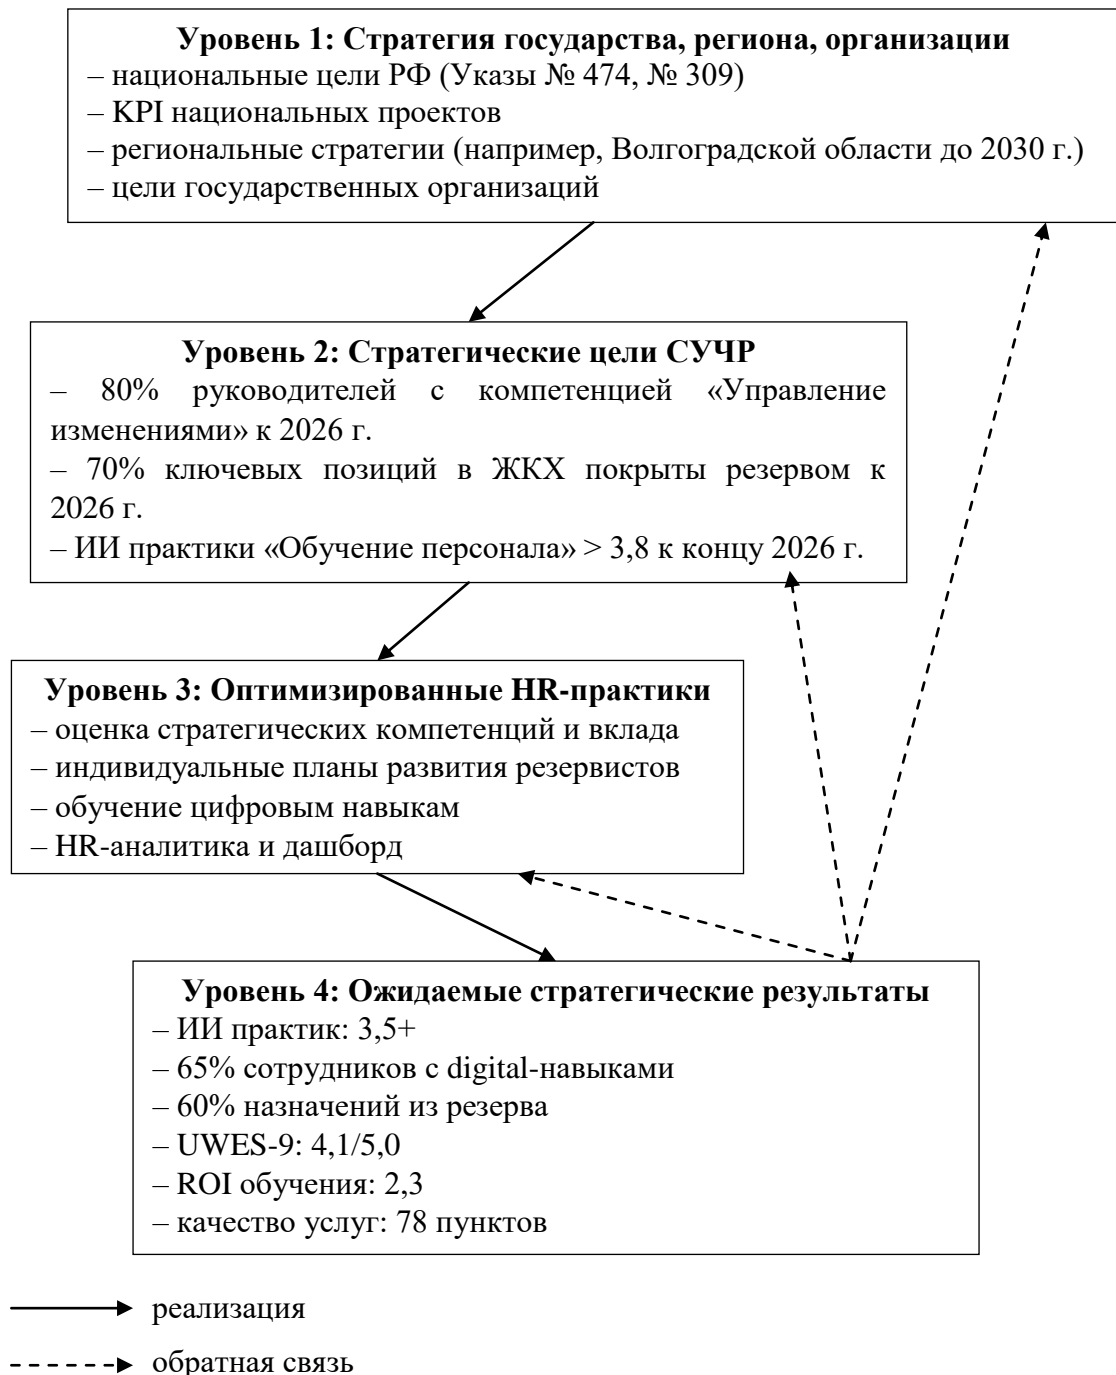 Уровень 1: Стратегия государства, региона, организации
– национальные цели РФ (Указы № 474, № 309)
– KPI национальных проектов
– региональные стратегии (например, Волгоградской области до 2030 г.)
– цели государственных организаций
Уровень 2: Стратегические цели СУЧР
– 80% руководителей с компетенцией «Управление
изменениями» к 2026 г.
– 70% ключевых позиций в ЖКХ покрыты резервом к
2026 г.
– ИИ практики «Обучение персонала» > 3,8 к концу 2026 г.
Уровень 3: Оптимизированные HR-практики
– оценка стратегических компетенций и вклада
– индивидуальные планы развития резервистов
– обучение цифровым навыкам
– HR-аналитика и дашборд
Уровень 4: Ожидаемые стратегические результаты
– ИИ практик: 3,5+
– 65% сотрудников с digital-навыками
– 60% назначений из резерва
– UWES-9: 4,1/5,0
– ROI обучения: 2,3
– качество услуг: 78 пунктов
реализация
обратная связь